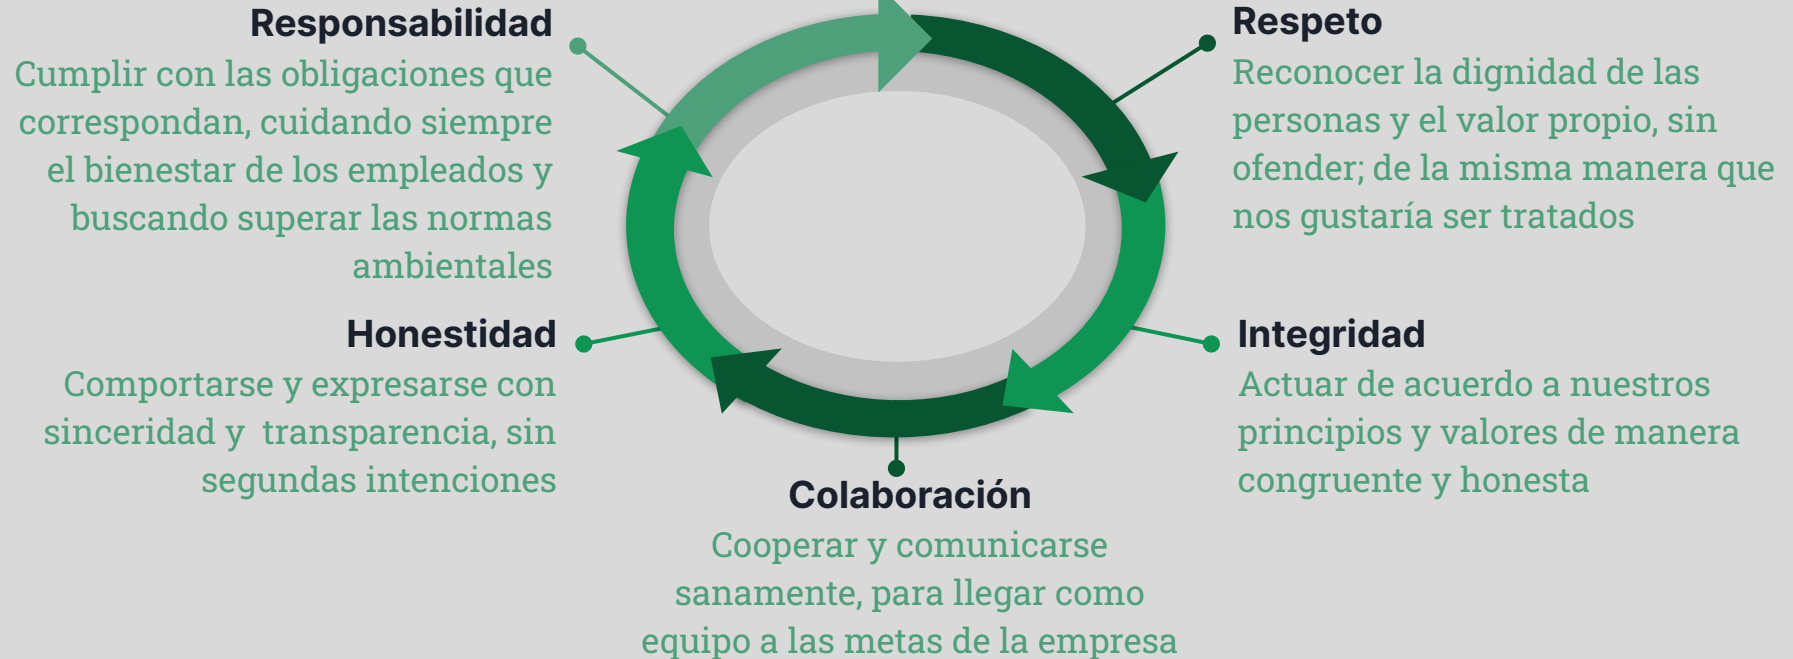 Responsabilidad
Cumplir con las obligaciones que
correspondan, cuidando siempre
el bienestar de los empleados y
buscando superar las normas
ambientales
Respeto
Reconocer la dignidad de las
personas y el valor propio, sin
ofender; de la misma manera que
nos gustaría ser tratados
Honestidad
Comportarse y expresarse con
sinceridad y  transparencia, sin
segundas intenciones
Integridad
Actuar de acuerdo a nuestros
principios y valores de manera
congruente y honesta
Colaboración
Cooperar y comunicarse
sanamente, para llegar como
equipo a las metas de la empresa